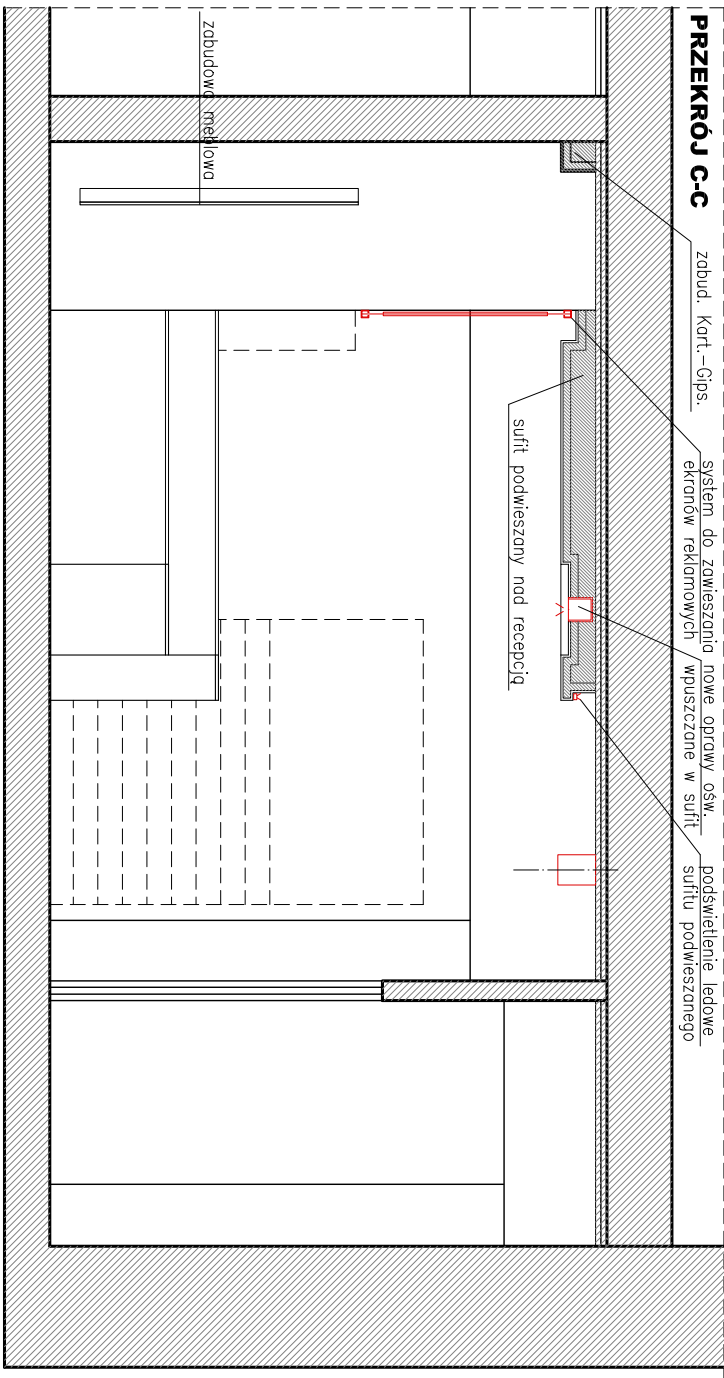 PRZEKRÓJ C-C
zabud. Kart.-Gips.
system do zawieszania
ekranów reklamowych
nowe oprawy ośw.
wpuszczane w sufit
podświetlenie ledowe
sufitu podwieszanego
sufit podwieszany nad recepcją
zabudowa meblowa